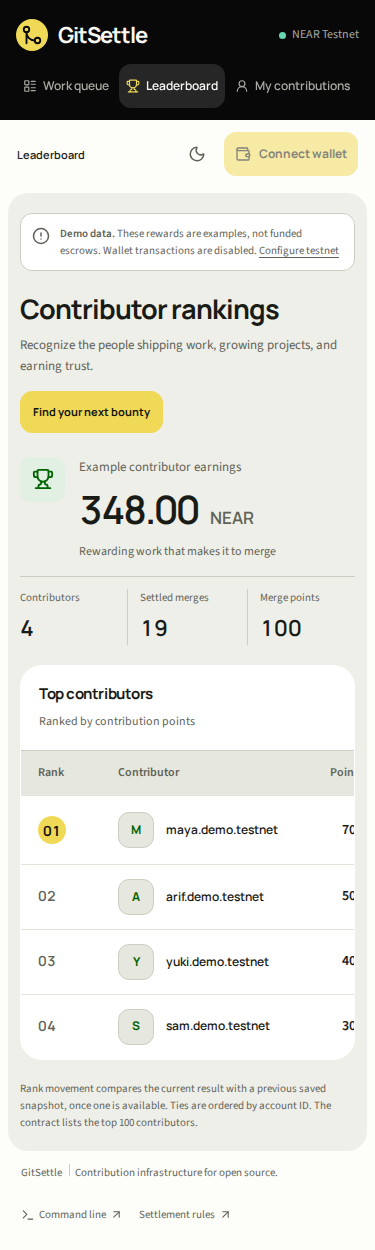 GitSettle
NEAR Testnet
Work queue
Leaderboard
My contributions
Leaderboard
Connect wallet
Demo data. These rewards are examples, not funded
escrows. Wallet transactions are disabled. Configure testnet
Contributor rankings
Recognize the people shipping work, growing projects, and
earning trust.
Find your next bounty
Example contributor earnings
348.00 NEAR
Rewarding work that makes it to merge
Contributors
Settled merges
Merge points
4
19
100
Top contributors
Ranked by contribution points
Rank Contributor Poin
01 M maya.demo.testnet 70
02 A arif.demo.testnet 50
03 Y yuki.demo.testnet 40
04 S sam.demo.testnet 30
Rank movement compares the current result with a previous saved
snapshot, once one is available. Ties are ordered by account ID. The
contract lists the top 100 contributors.
GitSettle Contribution infrastructure for open source.
Command line Settlement rules